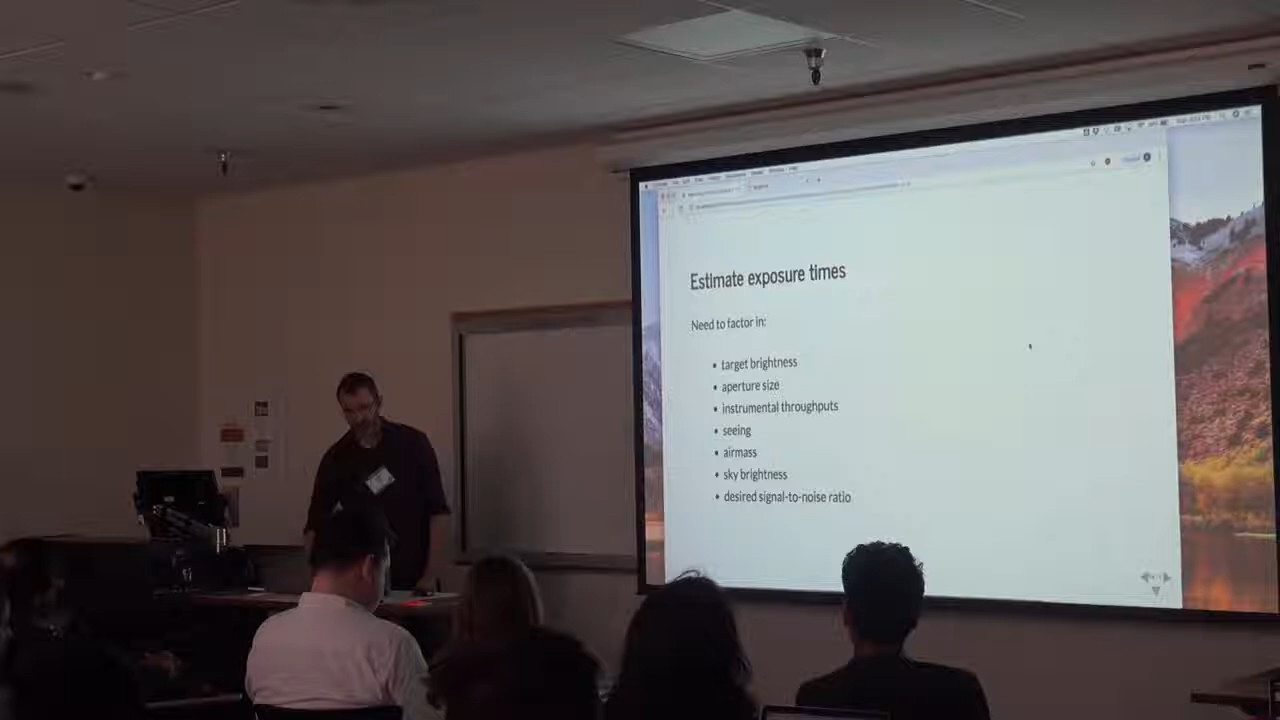 Estimate exposure times
Need to factor in:
• target brightness
• aperture size
• instrumental throughputs
• seeing
• airmass
• sky brightness
• desired signal-to-noise ratio